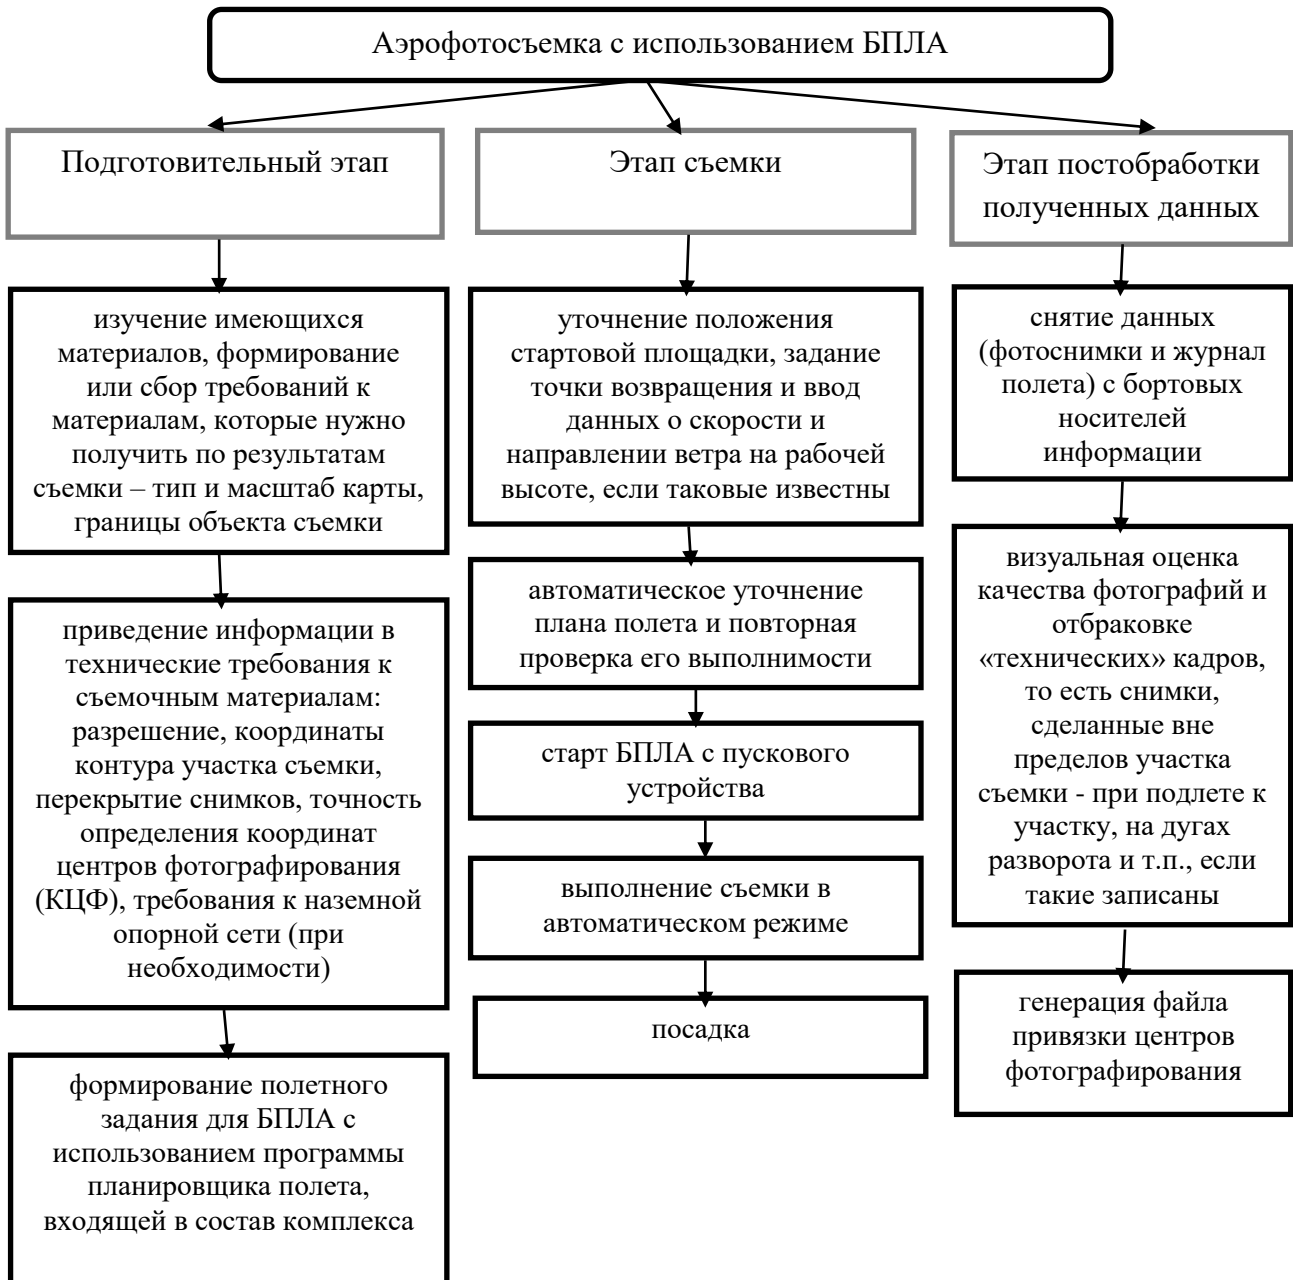 Аэрофотосъемка с использованием БПЛА
Подготовительный этап
изучение имеющихся
материалов, формирование
или сбор требований к
материалам, которые нужно
получить по результатам
съемки – тип и масштаб карты,
границы объекта съемки
приведение информации в
технические требования к
съемочным материалам:
разрешение, координаты
контура участка съемки,
перекрытие снимков, точность
определения координат
центров фотографирования
(КЦФ), требования к наземной
опорной сети (при
необходимости)
формирование полетного
задания для БПЛА с
использованием программы
планировщика полета,
входящей в состав комплекса
Этап съемки
уточнение положения
стартовой площадки, задание
точки возвращения и ввод
данных о скорости и
направлении ветра на рабочей
высоте, если таковые известны
автоматическое уточнение
плана полета и повторная
проверка его выполнимости
старт БПЛА с пускового
устройства
выполнение съемки в
автоматическом режиме
посадка
Этап постобработки
полученных данных
снятие данных
(фотоснимки и журнал
полета) с бортовых
носителей
информации
визуальная оценка
качества фотографий и
отбраковке
«технических» кадров,
то есть снимки,
сделанные вне
пределов участка
съемки - при подлете к
участку, на дугах
разворота и т.п., если
такие записаны
генерация файла
привязки центров
фотографирования